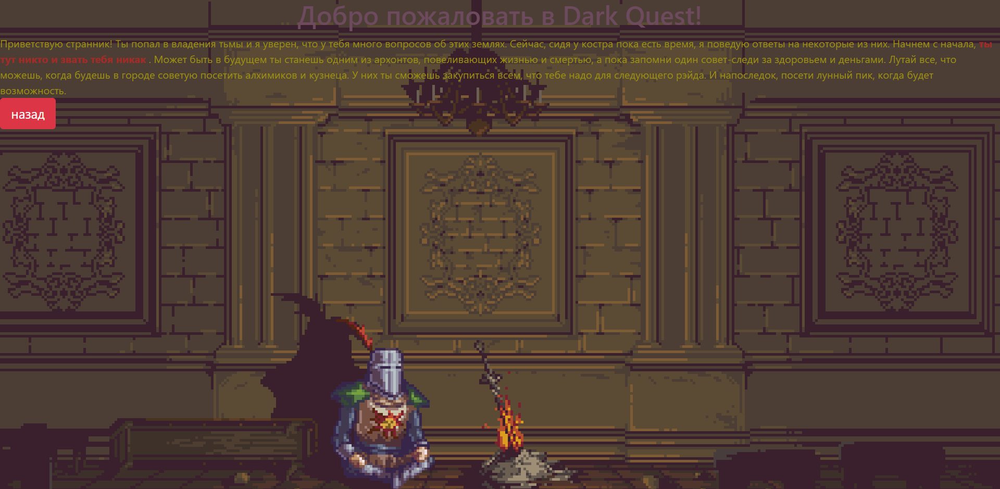 Добро пожаловать в Dark Quest!
Приветствую странник! Ты попал в владения тьмы и я уверен, что у тебя много вопросов об этих землях. Сейчас, сидя у костра пока есть время, я поведую ответы на некоторые из них. Начнем с начала, ты
тут никто и звать тебя никак . Может быть в будущем ты станешь одним из архонтов, повеливающих жизнью и смертью, а пока запомни один совет-следи за здоровьем и деньгами. Лутай все, что
можешь, когда будешь в городе советую посетить алхимиков и кузнеца. У них ты сможешь закупиться всем, что тебе надо для следующего рэйда. И напоследок, посети лунный пик, когда будет
возможность.
назад